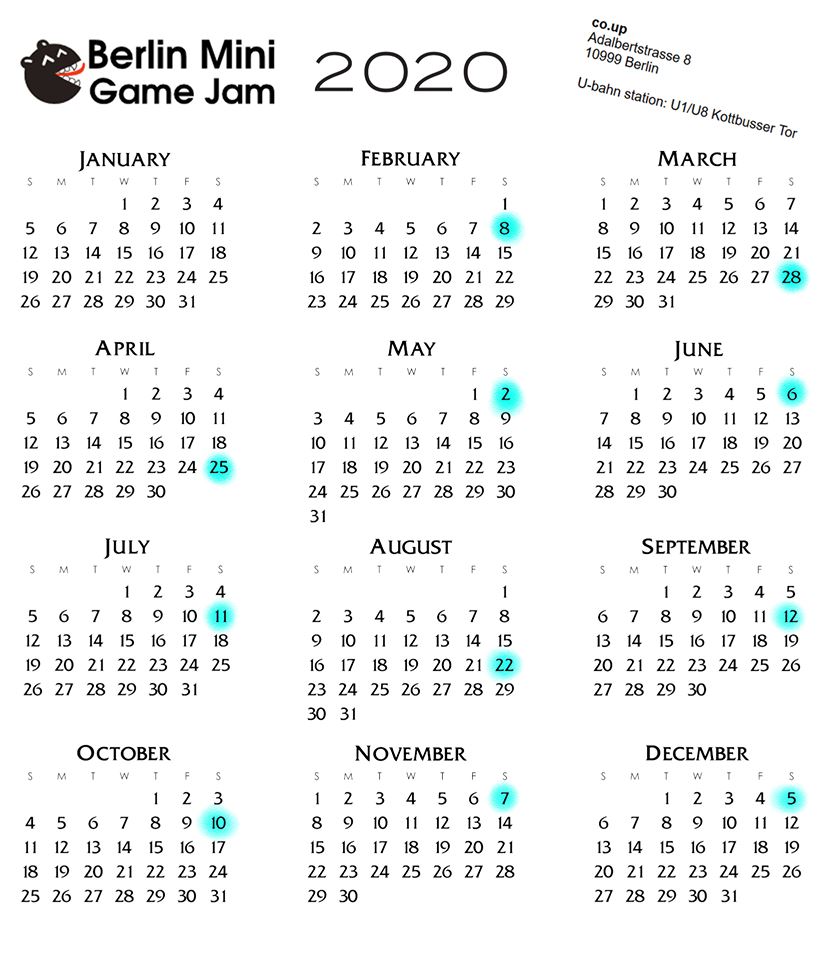 Berlin Mini
Game Jam
2020
co.up
Adalbertstrasse 8
10999 Berlin
U-bahn station: U1/U8 Kottbusser Tor
JANUARY
S M T W T F S
1 2 3 4
5 6 7 8 9 10 11
12 13 14 15 16 17 18
19 20 21 22 23 24 25
26 27 28 29 30 31
FEBRUARY
S M T W T F S
1
2 3 4 5 6 7 8
9 10 11 12 13 14 15
16 17 18 19 20 21 22
23 24 25 26 27 28 29
MARCH
S M T W T F S
1 2 3 4 5 6 7
8 9 10 11 12 13 14
15 16 17 18 19 20 21
22 23 24 25 26 27 28
29 30 31
APRIL
S M T W T F S
1 2 3 4
5 6 7 8 9 10 11
12 13 14 15 16 17 18
19 20 21 22 23 24 25
26 27 28 29 30
MAY
S M T W T F S
1 2
3 4 5 6 7 8 9
10 11 12 13 14 15 16
17 18 19 20 21 22 23
24 25 26 27 28 29 30
31
JUNE
S M T W T F S
1 2 3 4 5 6
7 8 9 10 11 12 13
14 15 16 17 18 19 20
21 22 23 24 25 26 27
28 29 30
JULY
S M T W T F S
1 2 3 4
5 6 7 8 9 10 11
12 13 14 15 16 17 18
19 20 21 22 23 24 25
26 27 28 29 30 31
AUGUST
S M T W T F S
1
2 3 4 5 6 7 8
9 10 11 12 13 14 15
16 17 18 19 20 21 22
23 24 25 26 27 28 29
30 31
SEPTEMBER
S M T W T F S
1 2 3 4 5
6 7 8 9 10 11 12
13 14 15 16 17 18 19
20 21 22 23 24 25 26
27 28 29 30
OCTOBER
S M T W T F S
1 2 3
4 5 6 7 8 9 10
11 12 13 14 15 16 17
18 19 20 21 22 23 24
25 26 27 28 29 30 31
NOVEMBER
S M T W T F S
1 2 3 4 5 6 7
8 9 10 11 12 13 14
15 16 17 18 19 20 21
22 23 24 25 26 27 28
29 30
DECEMBER
S M T W T F S
1 2 3 4 5
6 7 8 9 10 11 12
13 14 15 16 17 18 19
20 21 22 23 24 25 26
27 28 29 30 31